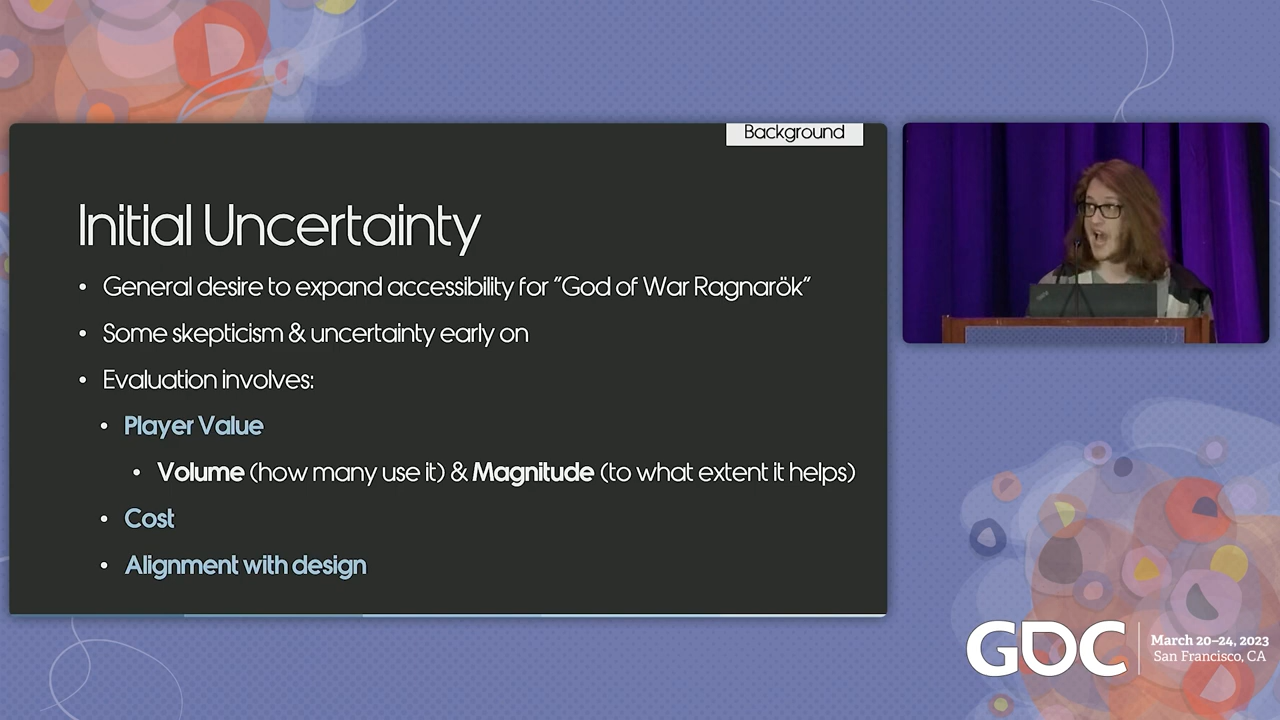 Background
Initial Uncertainty
• General desire to expand accessibility for “God of War Ragnarök”
• Some skepticism & uncertainty early on
• Evaluation involves:
• Player Value
• Volume (how many use it) & Magnitude (to what extent it helps)
• Cost
• Alignment with design
GDC
March 20–24, 2023
San Francisco, CA